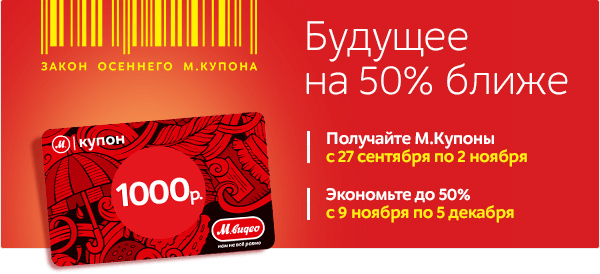 ЗАКОН ОСЕННЕГО М.КУПОНА
Будущее
на 50% ближе
м | купон
1000р.
М.видео
нам не всё равно
Получайте М.Купоны
с 27 сентября по 2 ноября
Экономьте до 50%
с 9 ноября по 5 декабря